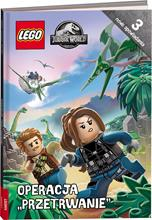 LEGO
JURASSIC WORLD
3
OPERACJA
„PRZETRWANIE”